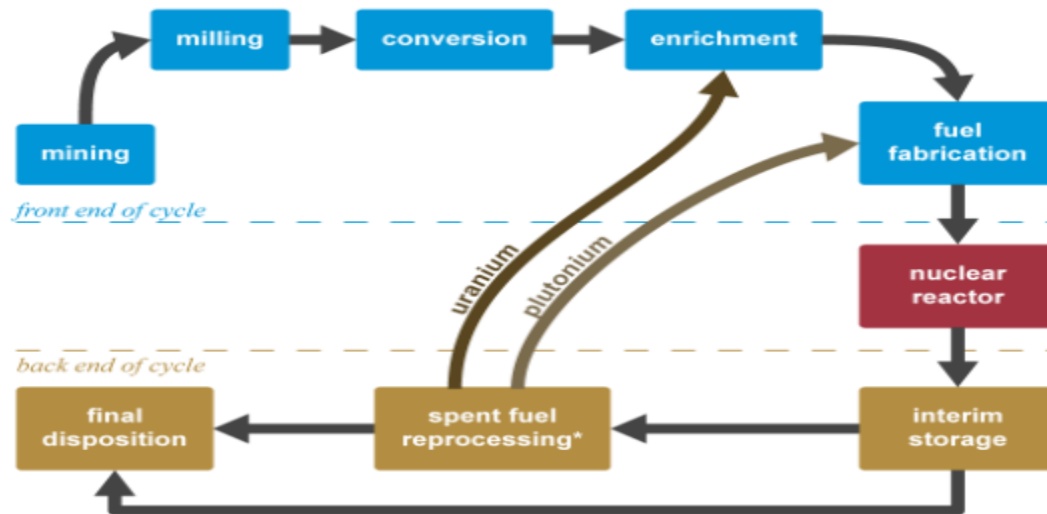 milling
conversion
enrichment
mining
fuel
fabrication
front end of cycle
uranium
plutonium
nuclear
reactor
back end of cycle
final
disposition
spent fuel
reprocessing*
interim
storage